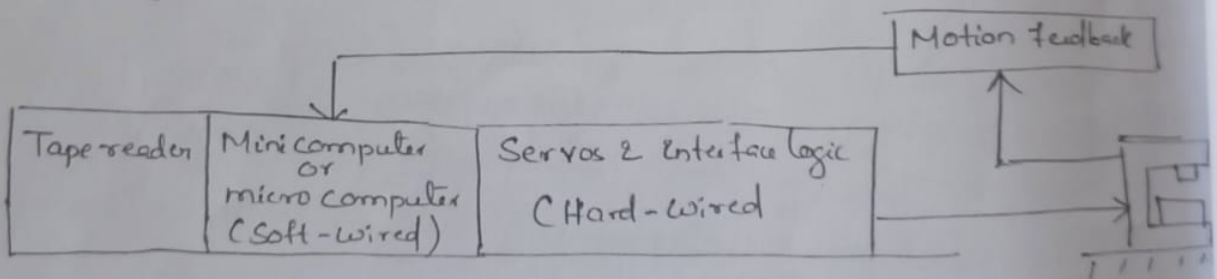 Motion feedback
Tape reader
Mini computer
or
micro computer
(Soft-wired)
Servos & Interface logic
(Hard-wired